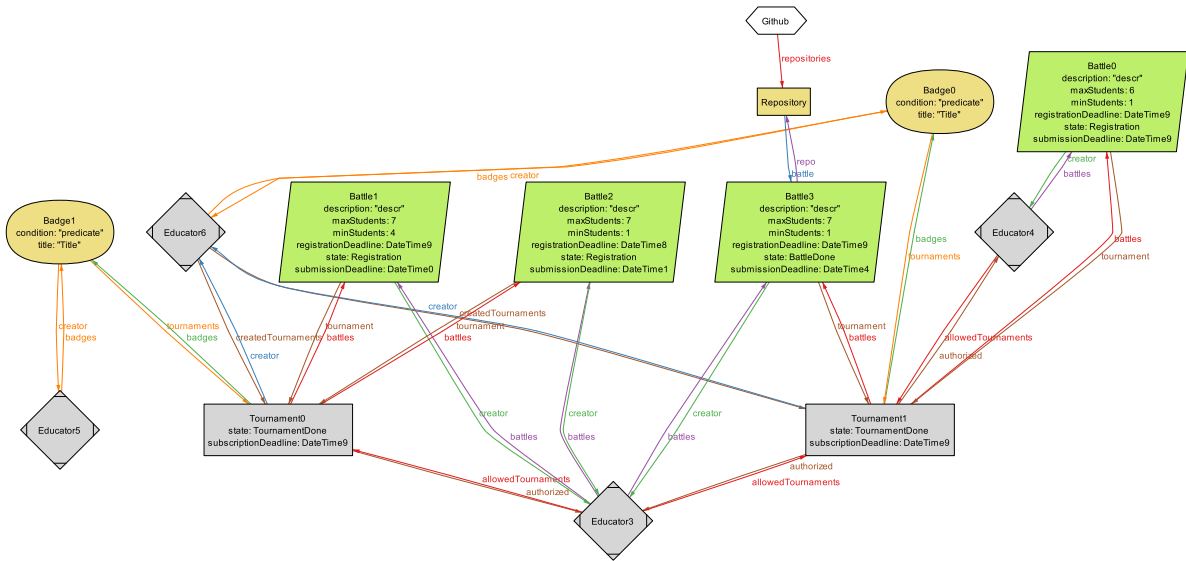 Github
repositories
Repository
Badge0
condition: "predicate"
title: "Title"
Battle0
description: "descr"
maxStudents: 6
minStudents: 1
registrationDeadline: DateTime9
state: Registration
submissionDeadline: DateTime9
repo
battle
badges
creator
creator
battles
Badge1
condition: "predicate"
title: "Title"
Educator6
Battle1
description: "descr"
maxStudents: 7
minStudents: 4
registrationDeadline: DateTime9
state: Registration
submissionDeadline: DateTime0
Battle2
description: "descr"
maxStudents: 7
minStudents: 1
registrationDeadline: DateTime8
state: Registration
submissionDeadline: DateTime1
Battle3
description: "descr"
maxStudents: 7
minStudents: 1
registrationDeadline: DateTime9
state: BattleDone
submissionDeadline: DateTime4
Educator4
badges
tournaments
battles
tournament
creator
createdTournaments
creator
badges
tournaments
badges
createdTournaments
creator
tournament
battles
tournament
battles
tournament
battles
allowedTournaments
authorized
Educator5
Tournament0
state: TournamentDone
subscriptionDeadline: DateTime9
Tournament1
state: TournamentDone
subscriptionDeadline: DateTime9
creator
battles
creator
battles
creator
battles
allowedTournaments
authorized
authorized
allowedTournaments
Educator3